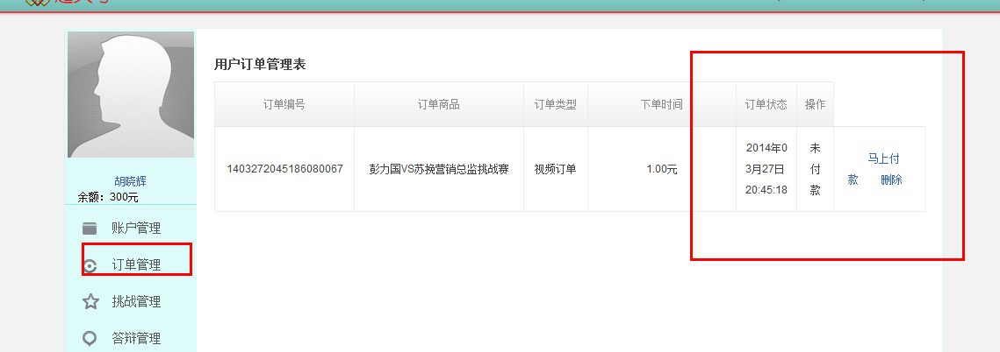 用户订单管理表
订单编号 订单商品 订单类型 下单时间 订单状态 操作
1403272045186080067 彭力国VS苏挽营销总监挑战赛 视频订单 1.00元 2014年0
3月27日
20:45:18 未
付
款 马上付
款 删除
胡晓辉
余额：300元
账户管理
订单管理
挑战管理
答辩管理